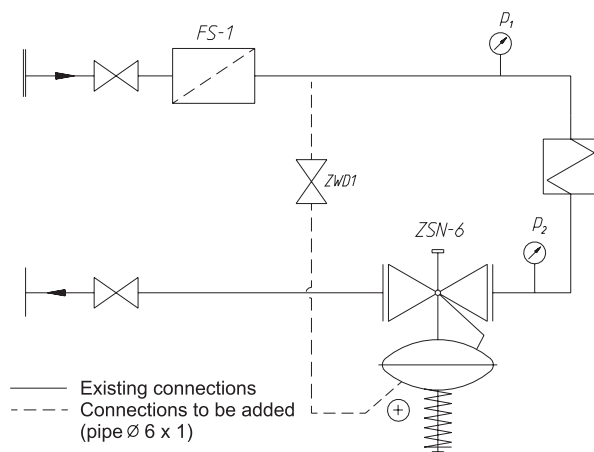 FS-1
p1
ZWD1
ZSN-6
p2
Existing connections
Connections to be added
(pipe Ø 6 x 1)
+